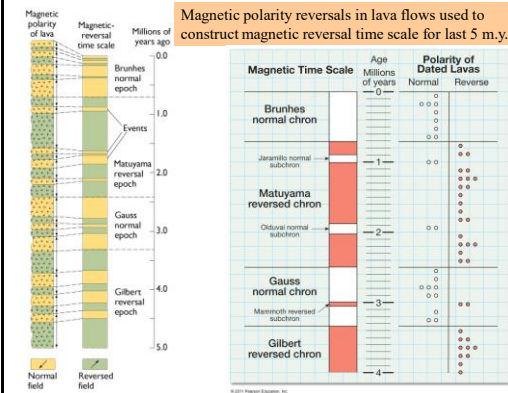 Magnetic polarity reversals in lava flows used to
construct magnetic reversal time scale for last 5 m.y.
Magnetic
polarity
of lava
Magnetic-
reversal
time scale
Millions of
years ago
0.0
Brunhes
normal
epoch
1.0
Events
Matuyama
reversal
epoch
2.0
Gauss
normal
epoch
3.0
Gilbert
reversal
epoch
4.0
5.0
Normal
field
Reversed
field
Magnetic Time Scale
Age
Millions
of years
Polarity of
Dated Lavas
Normal
Reverse
0
Brunhes
normal chron
Jaramillo normal
subchron
1
Matuyama
reversed chron
Olduvai normal
subchron
2
Gauss
normal chron
3
Mammoth reversed
subchron
Gilbert
reversed chron
4
© 2011 Pearson Education, Inc.